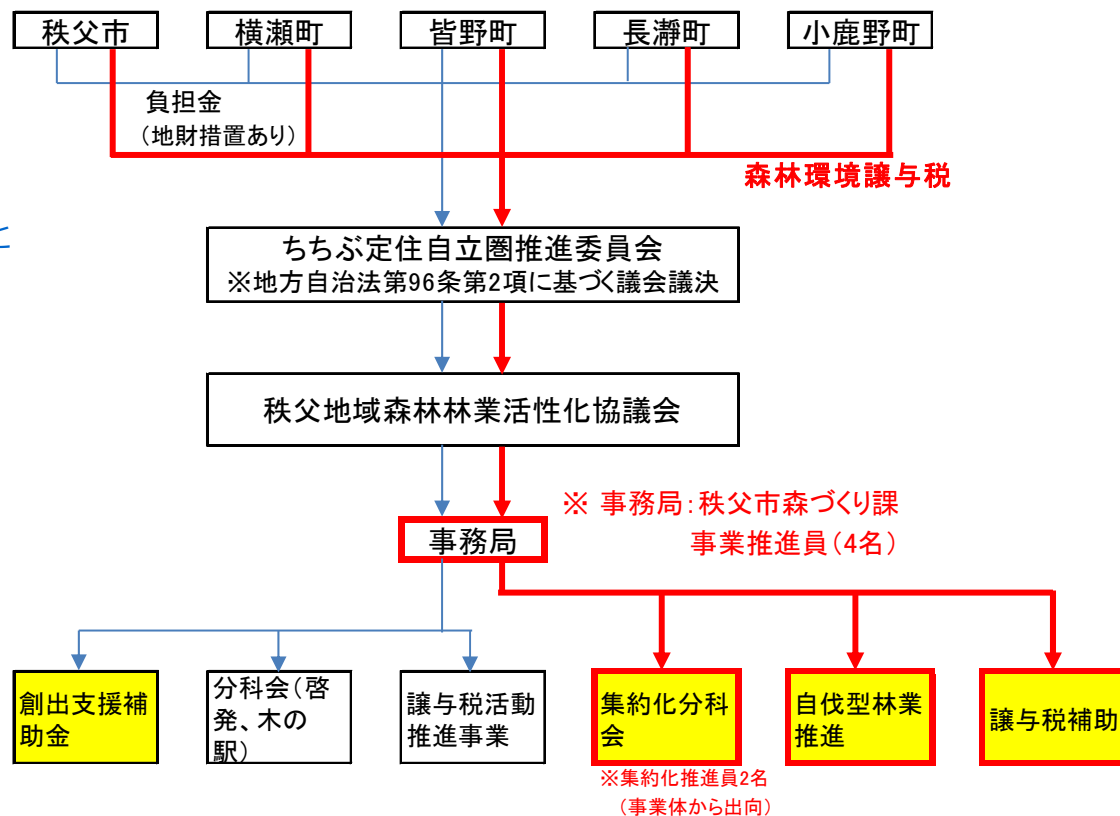 秩父市
横瀬町
皆野町
長瀞町
小鹿野町
負担金
（地財措置あり）
森林環境譲与税
ちちぶ定住自立圏推進委員会
※地方自治法第96条第2項に基づく議会議決
秩父地域森林林業活性化協議会
※ 事務局：秩父市森づくり課
事業推進員（4名）
事務局
創出支援補
助金
分科会（啓
発、木の
駅）
譲与税活動
推進事業
集約化分科
会
自伐型林業
推進
譲与税補助
※集約化推進員2名
（事業体から出向）